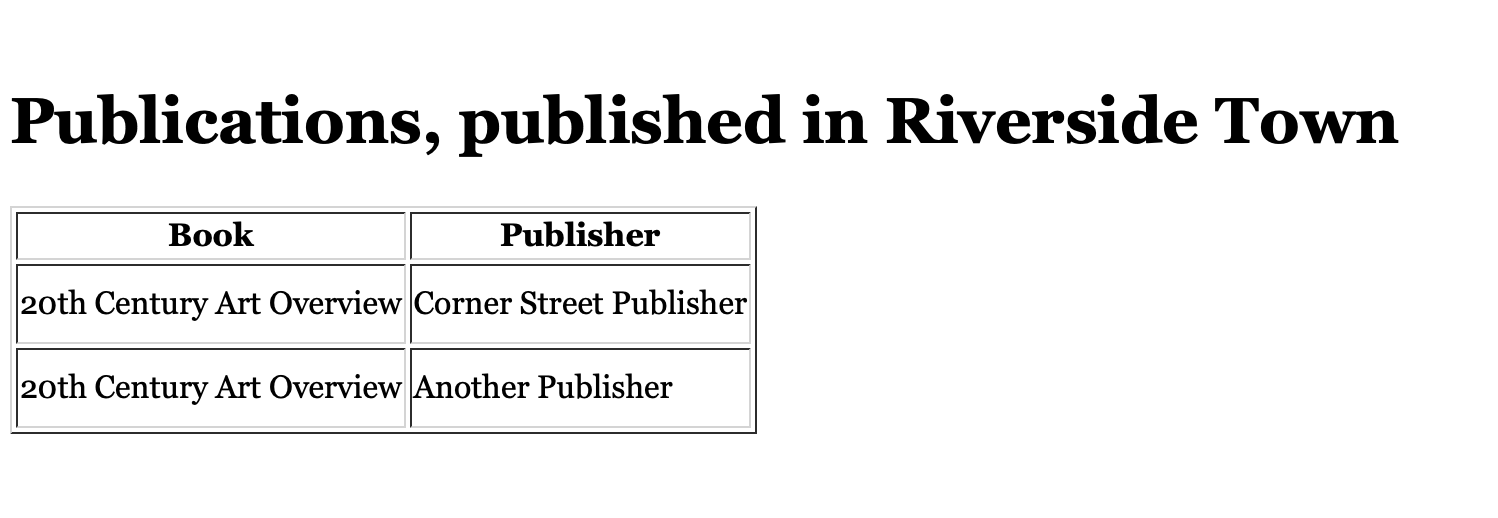 Publications, published in Riverside Town
Book Publisher
20th Century Art Overview Corner Street Publisher
20th Century Art Overview Another Publisher